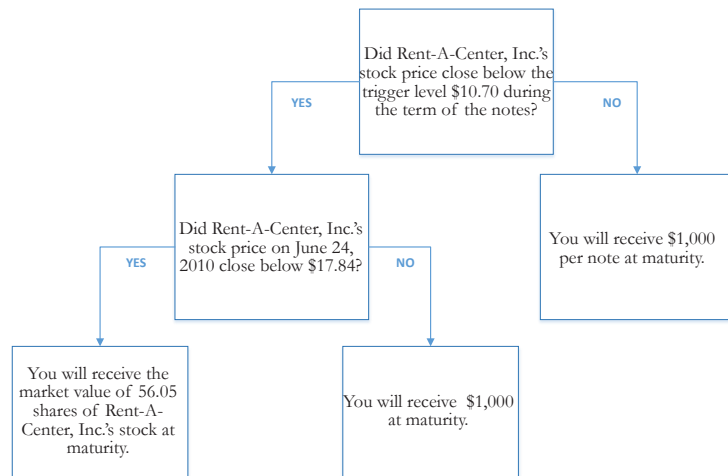 Did Rent-A-Center, Inc.'s
stock price close below the
trigger level $10.70 during
the term of the notes?
YES
NO
Did Rent-A-Center, Inc.'s
stock price on June 24,
2010 close below $17.84?
You will receive $1,000
per note at maturity.
YES
NO
You will receive the
market value of 56.05
shares of Rent-A-
Center, Inc.'s stock at
maturity.
You will receive $1,000
at maturity.